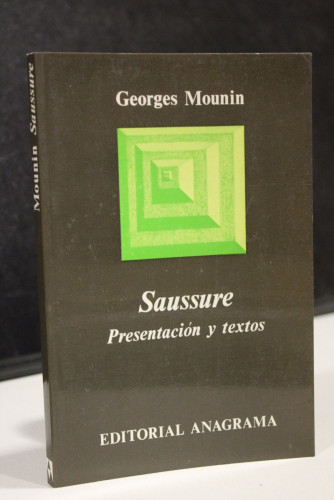 Georges Mounin
Saussure
Presentación y textos
EDITORIAL ANAGRAMA
Mounin Saussure